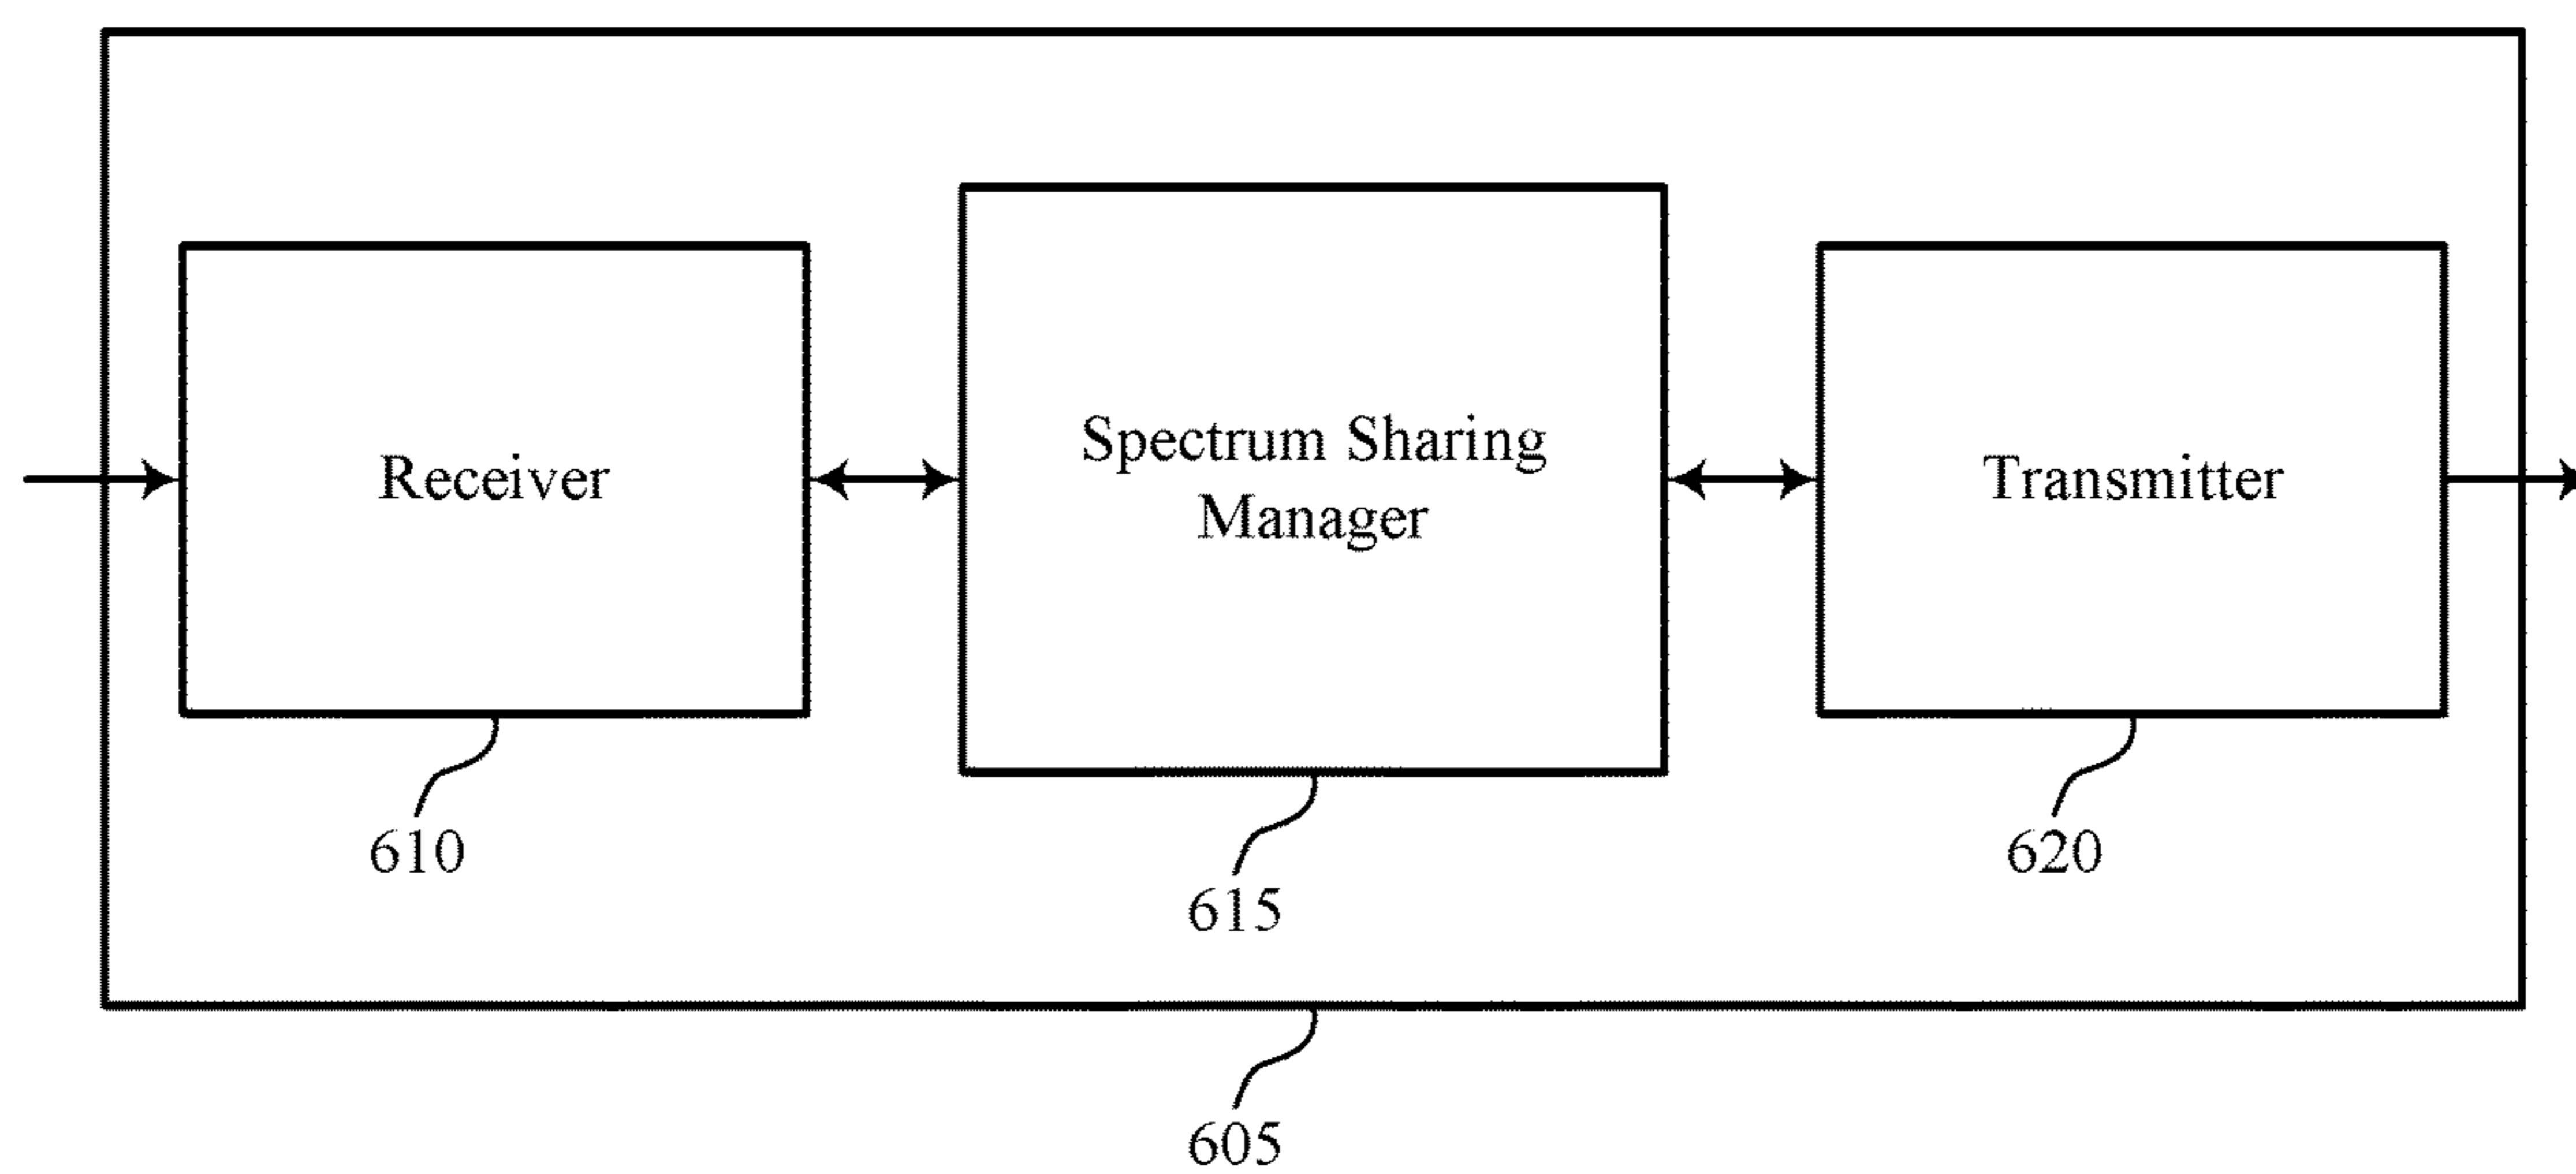 Receiver
Spectrum Sharing
Manager
Transmitter
610
615
620
605